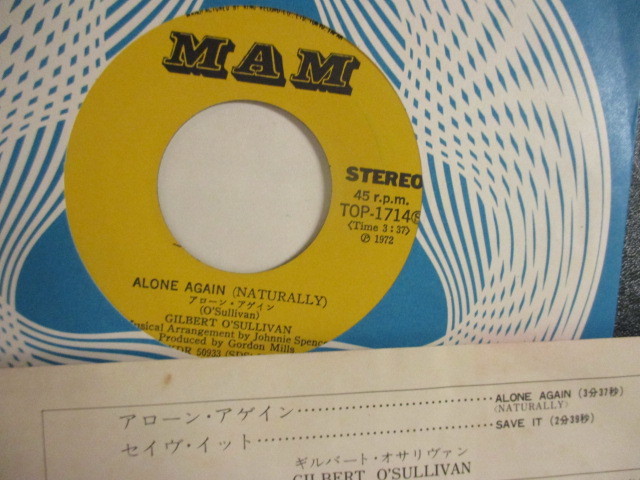 MAM
STEREO
45 r.p.m.
TOP-1714
⟨Time 3:37⟩
Ⓟ 1972
ALONE AGAIN (NATURALLY)
アローン・アゲイン
(O'Sullivan)
GILBERT O'SULLIVAN
Musical Arrangement by Johnnie Spence
Produced by Gordon Mills
アローン・アゲイン ALONE AGAIN (3分37秒)
(NATURALLY)
セイヴ・イット SAVE IT (2分39秒)
ギルバート・オサリヴァン
GILBERT O'SULLIVAN